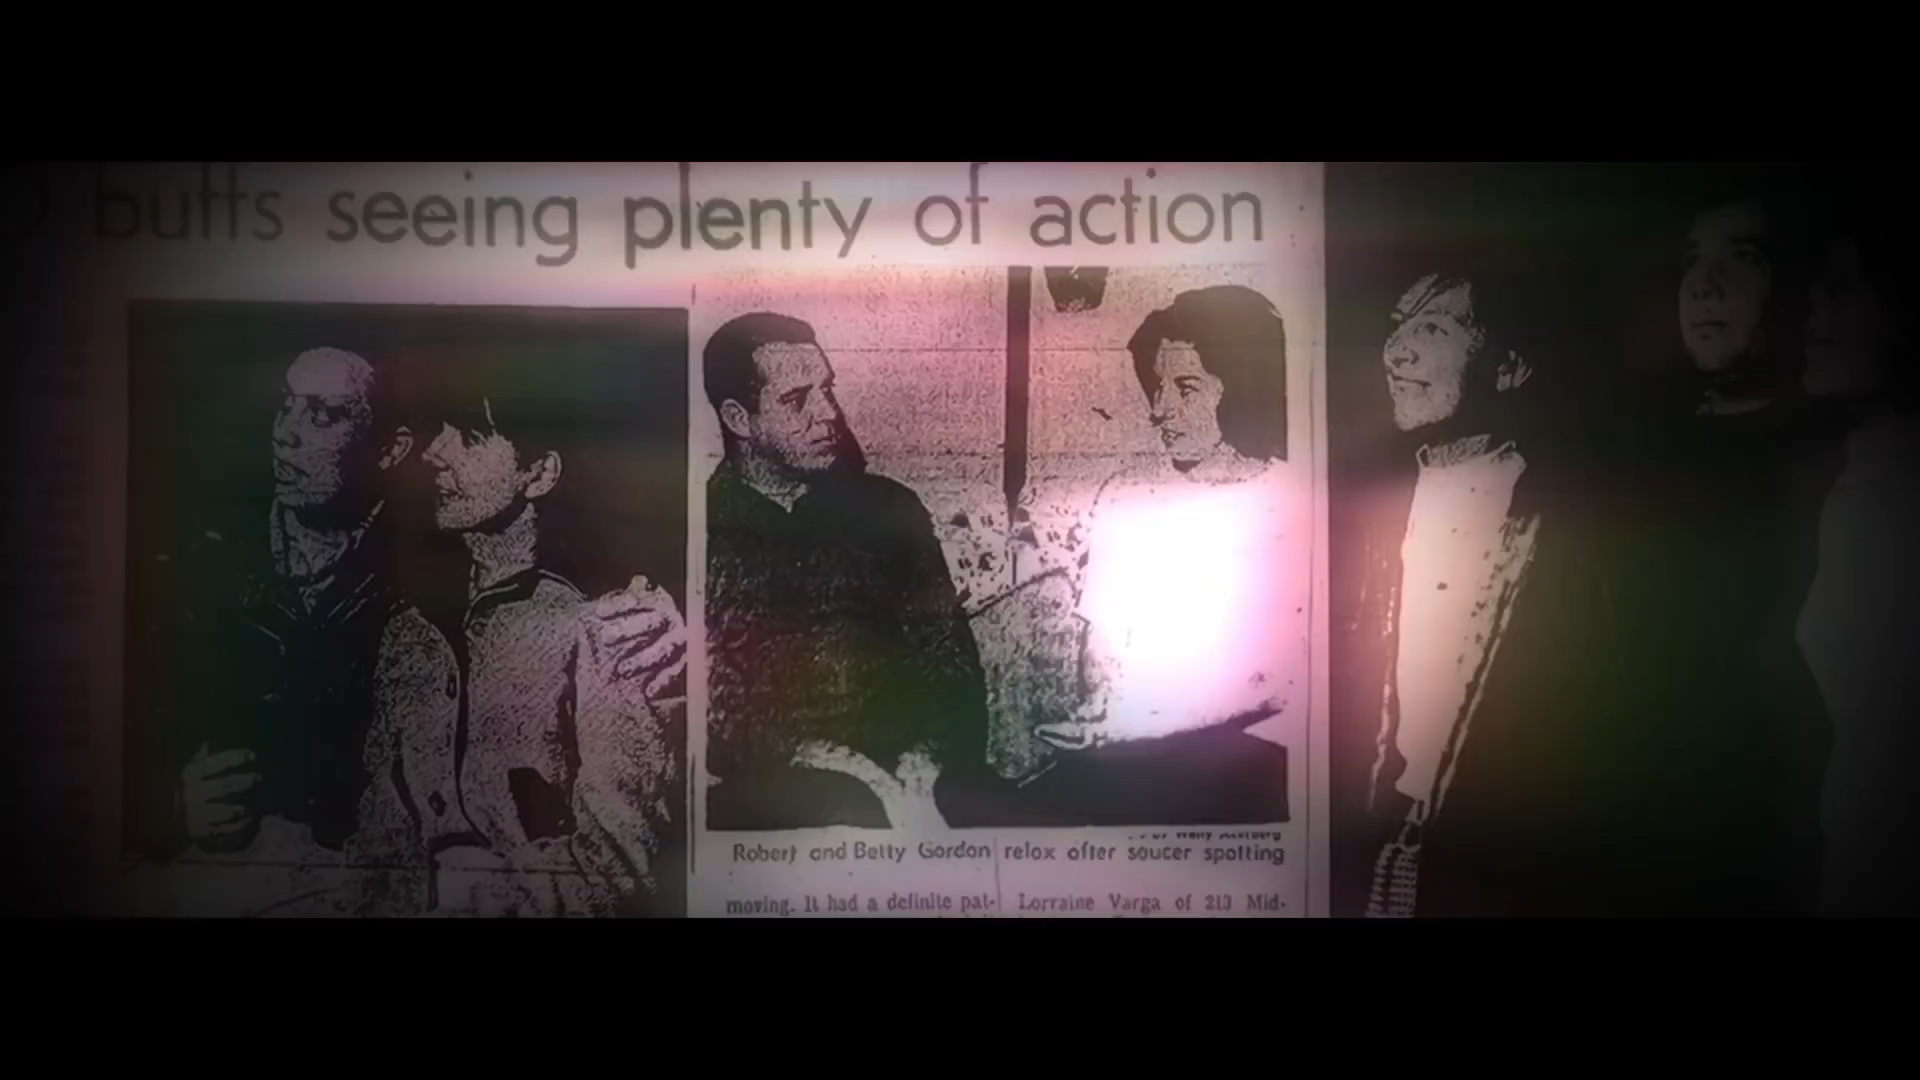 buffs seeing plenty of action
Robert and Betty Gordon relax after saucer spotting
moving. It had a definite pat-
Lorraine Varga of 213 Mid-